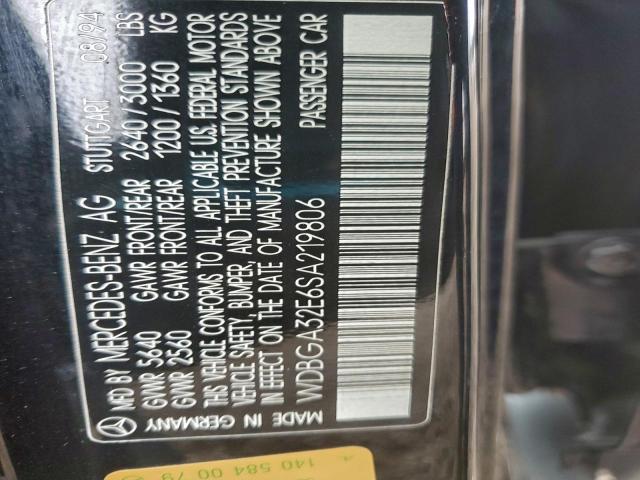 MFD BY MERCEDES-BENZ AG STUTTGART 08/94
GVWR 5640 GAWR FRONT/REAR 2640/3000 LBS
GVWR 2560 GAWR FRONT/REAR 1200/1360 KG
THIS VEHICLE CONFORMS TO ALL APPLICABLE U.S. FEDERAL MOTOR
VEHICLE SAFETY, BUMPER, AND THEFT PREVENTION STANDARDS
IN EFFECT ON THE DATE OF MANUFACTURE SHOWN ABOVE
MADE IN GERMANY WDBGA32E6SA219806 PASSENGER CAR
140 584 00 79